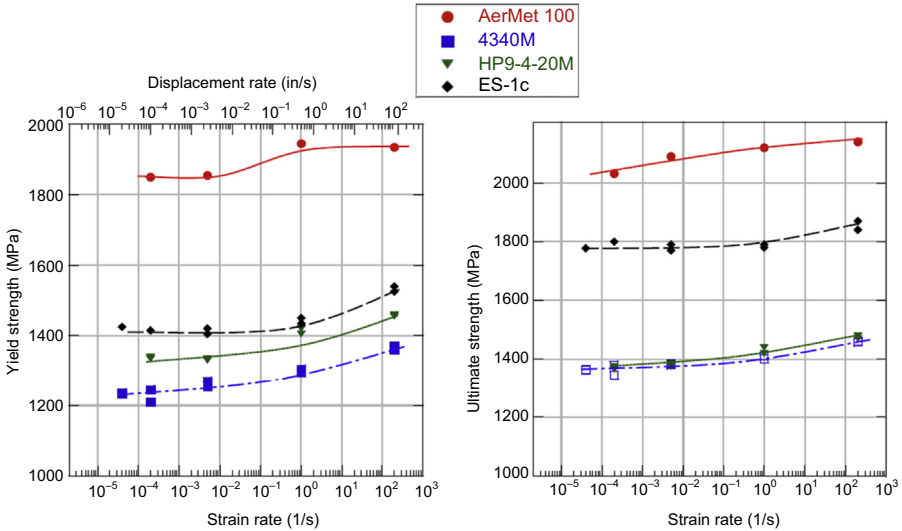 AerMet 100
4340M
HP9-4-20M
ES-1c
Displacement rate (in/s)
10⁻⁶ 10⁻⁵ 10⁻⁴ 10⁻³ 10⁻² 10⁻¹ 10⁰ 10¹ 10²
2000
1800
1600
1400
1200
1000
Yield strength (MPa)
10⁻⁵ 10⁻⁴ 10⁻³ 10⁻² 10⁻¹ 10⁰ 10¹ 10² 10³
Strain rate (1/s)
2000
1800
1600
1400
1200
1000
Ultimate strength (MPa)
10⁻⁵ 10⁻⁴ 10⁻³ 10⁻² 10⁻¹ 10⁰ 10¹ 10² 10³
Strain rate (1/s)